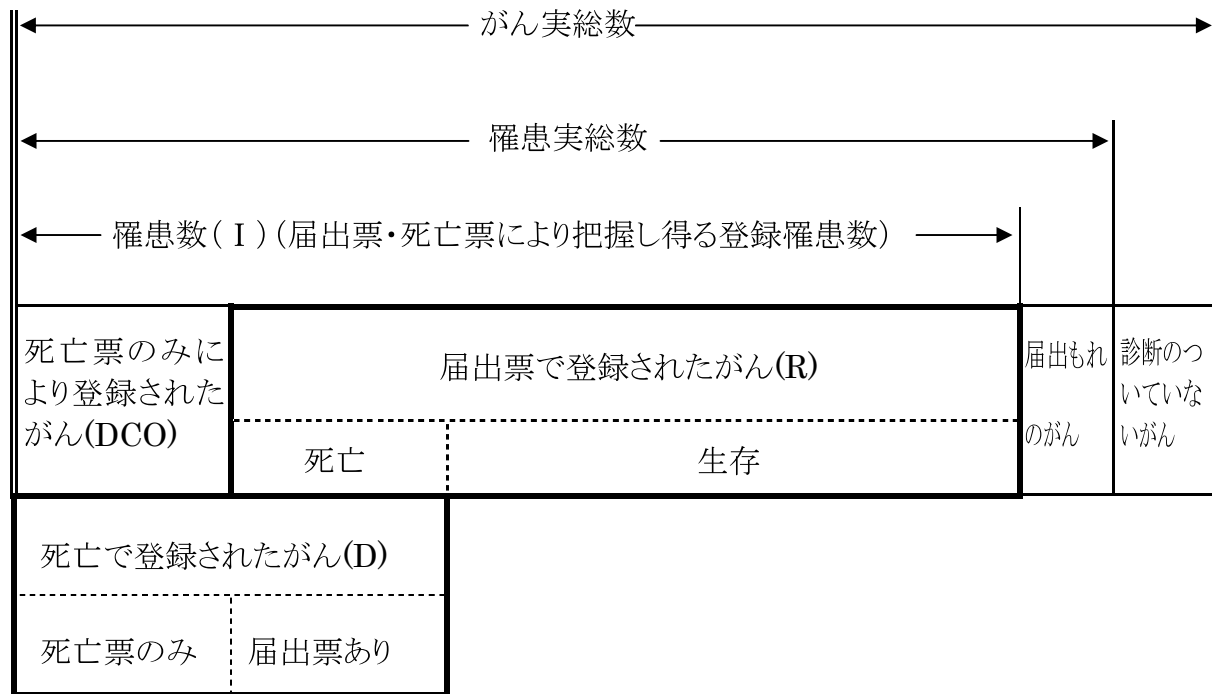 がん実総数
罹患実総数
罹患数(Ⅰ)(届出票・死亡票により把握し得る登録罹患数)
死亡票のみに
より登録された
がん(DCO)
届出票で登録されたがん(R)
死亡
生存
届出もれ
のがん
診断のつ
いていな
いがん
死亡で登録されたがん(D)
死亡票のみ
届出票あり